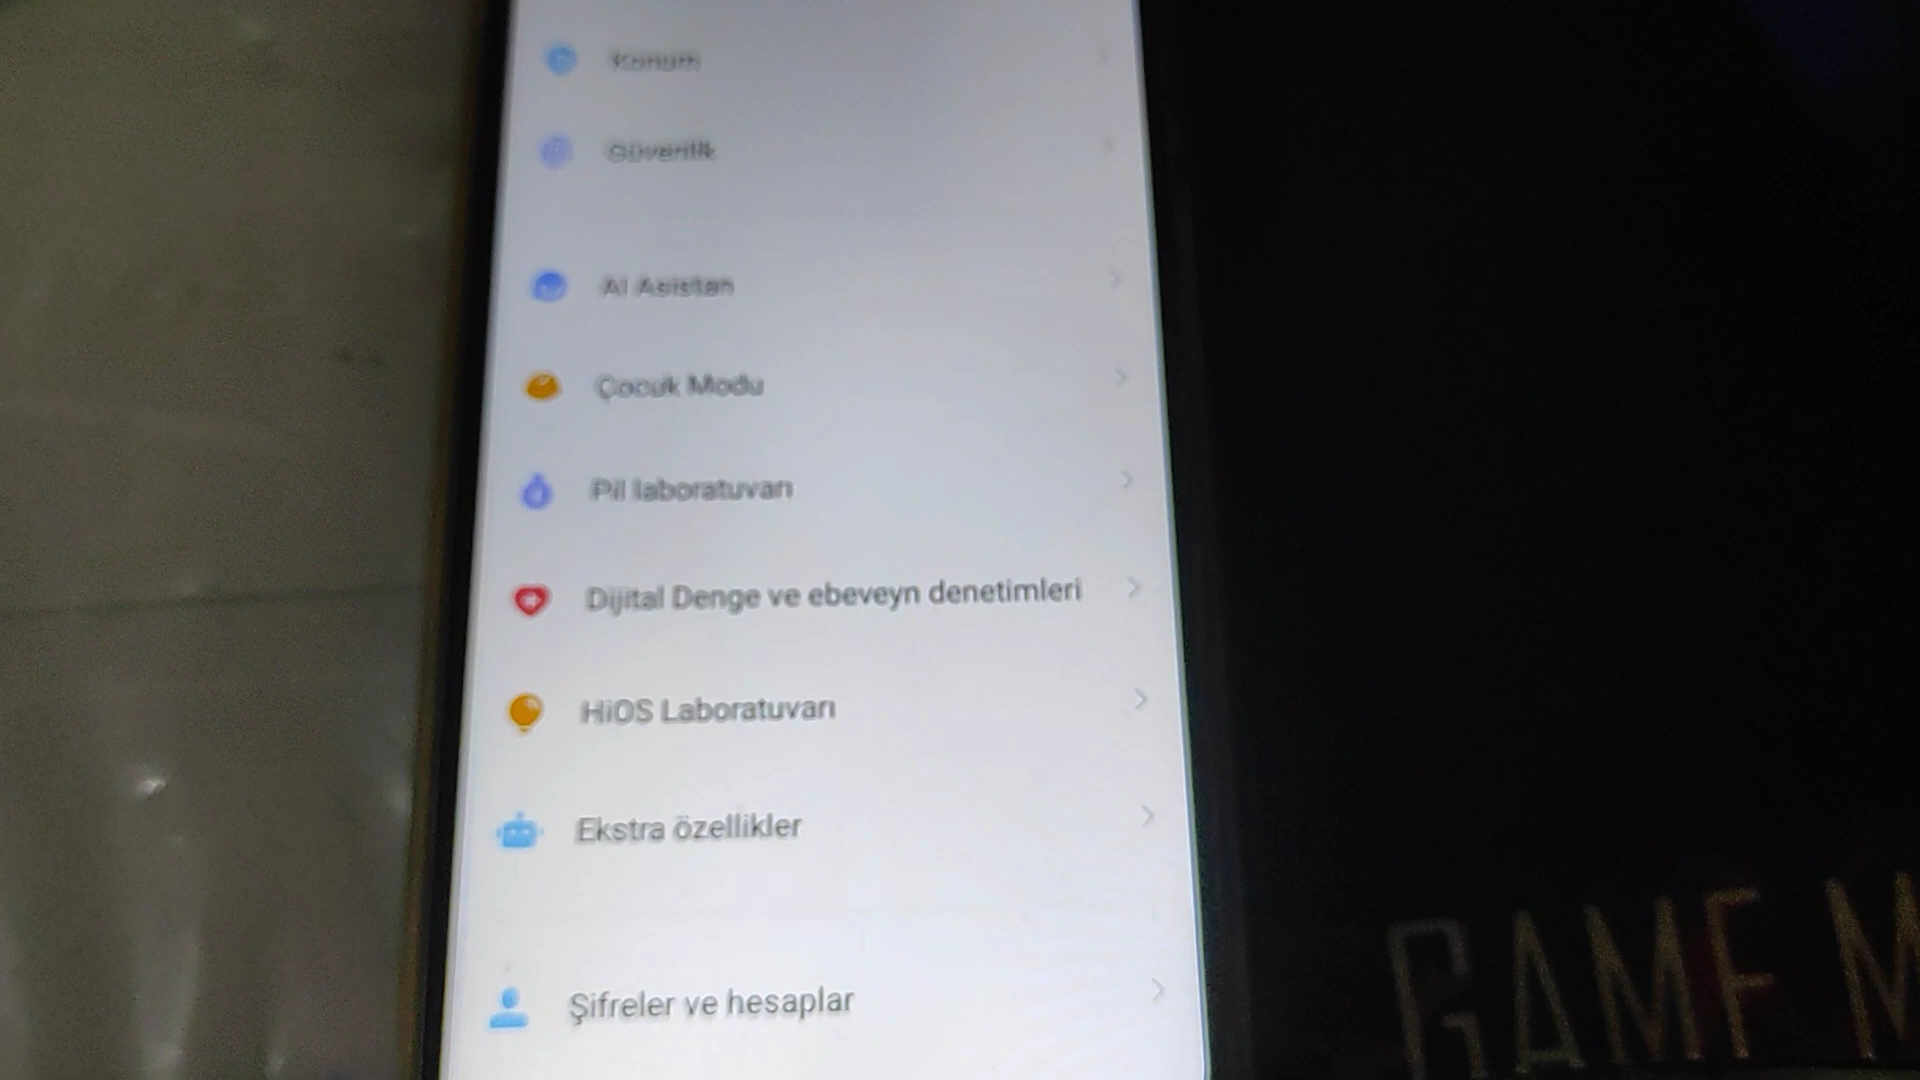 Konum
Güvenlik
AI Asistan
Çocuk Modu
Pil laboratuvarı
Dijital Denge ve ebeveyn denetimleri
HiOS Laboratuvarı
Ekstra özellikler
Şifreler ve hesaplar
GAME M